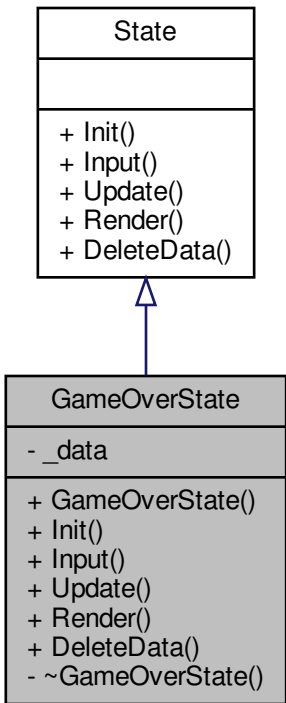 State
+ Init()
+ Input()
+ Update()
+ Render()
+ DeleteData()
GameOverState
- _data
+ GameOverState()
+ Init()
+ Input()
+ Update()
+ Render()
+ DeleteData()
- ~GameOverState()